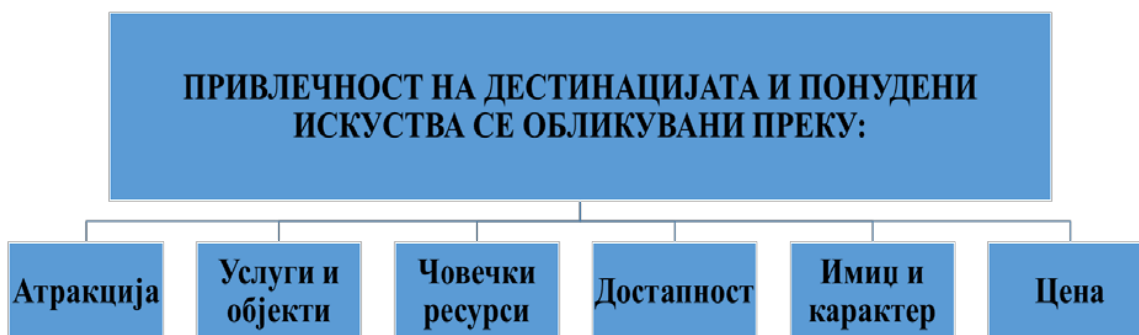 ПРИВЛЕЧНОСТ НА ДЕСТИНАЦИЈАТА И ПОНУДЕНИ
ИСКУСТВА СЕ ОБЛИКУВАНИ ПРЕКУ:
Атракција
Услуги и
објекти
Човечки
ресурси
Достапност
Имиџ и
карактер
Цена